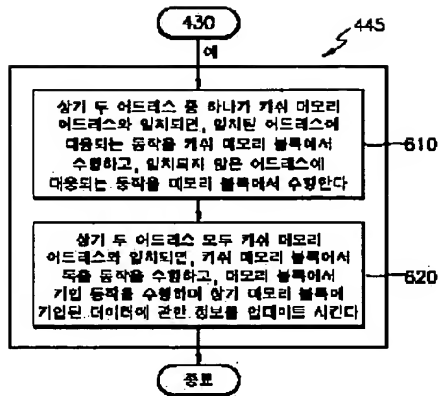 430
예
445
상기 두 어드레스 중 하나가 캐쉬 메모리
어드레스와 일치되면, 일치된 어드레스에
대응되는 동작을 캐쉬 메모리 블록에서
수행하고, 일치되지 않은 어드레스에
대응되는 동작을 메모리 블록에서 수행한다
610
상기 두 어드레스 모두 캐쉬 메모리
어드레스와 일치되면, 캐쉬 메모리 블록에서
독출 동작을 수행하고, 메모리 블록에서
기입 동작을 수행하며 상기 메모리 블록에
기입된 데이터에 관한 정보를 업데이트 시킨다
620
종료